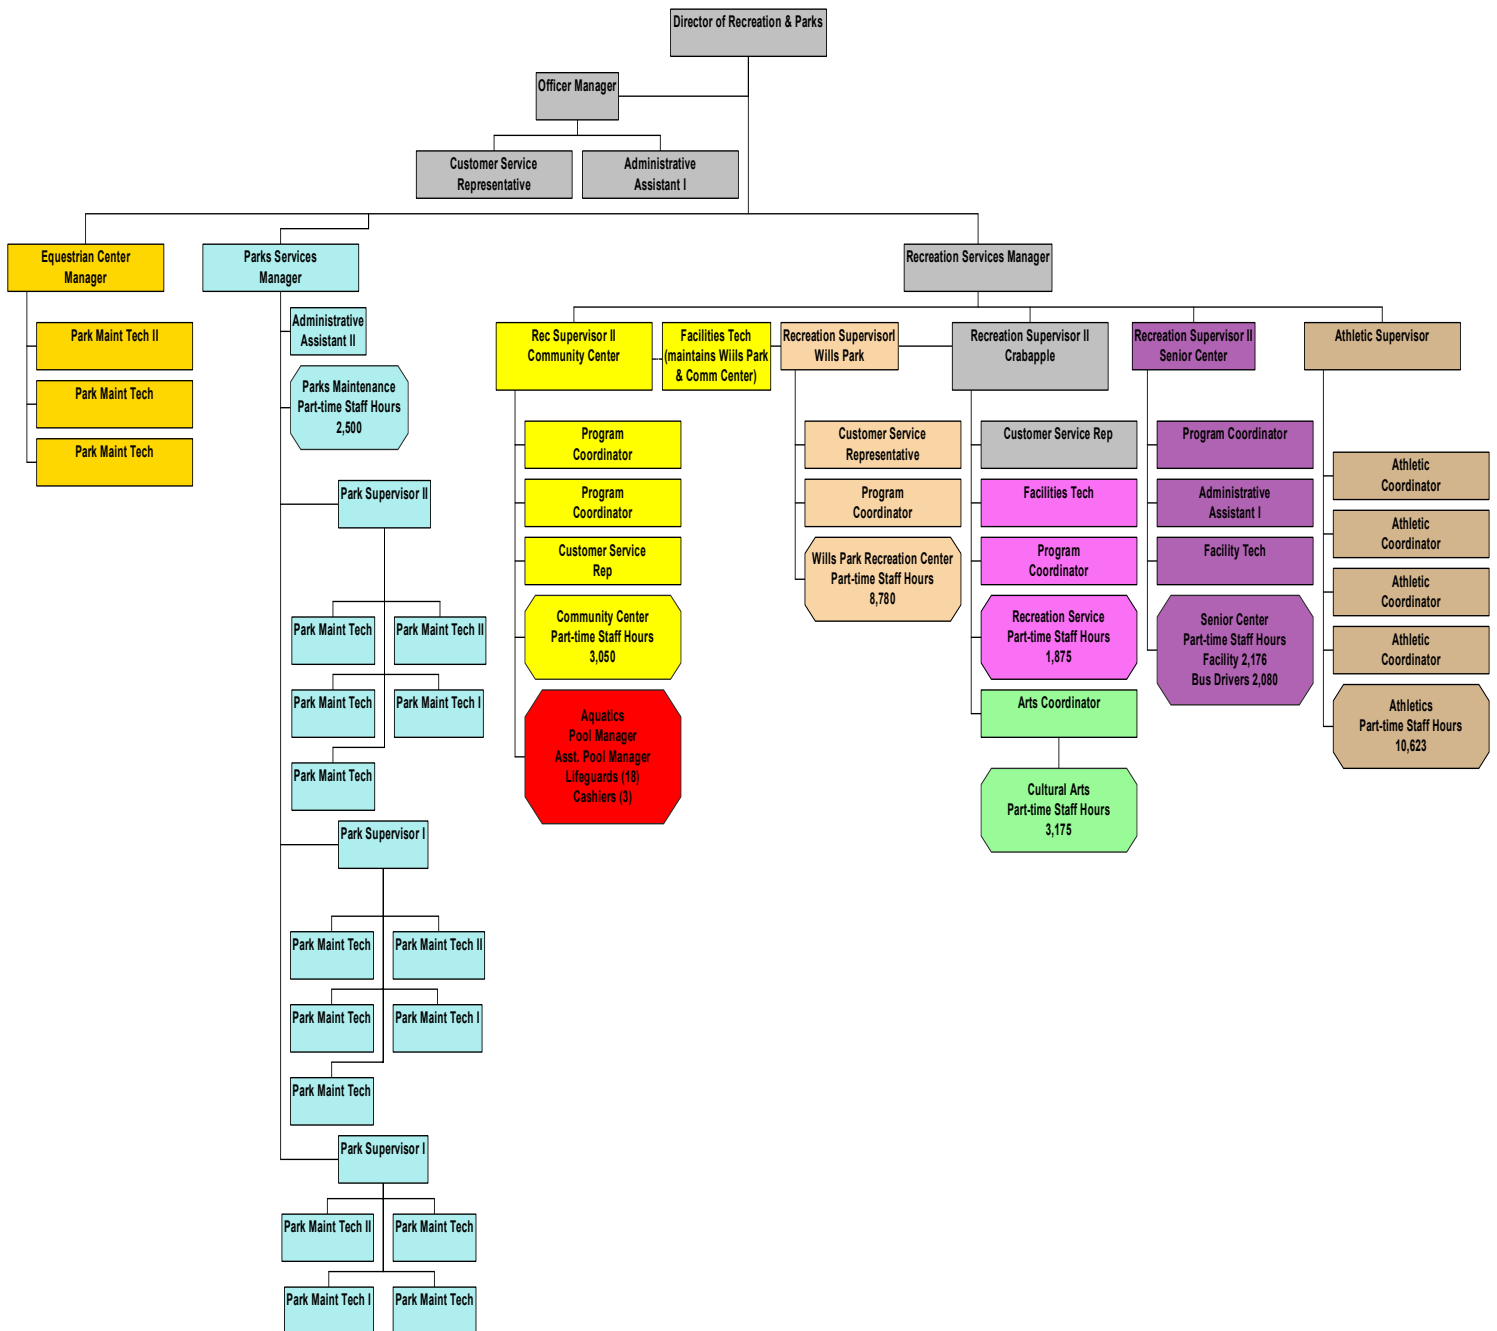 Director of Recreation & Parks
Officer Manager
Customer Service
Representative
Administrative
Assistant I
Equestrian Center
Manager
Park Maint Tech II
Park Maint Tech
Park Maint Tech
Parks Services
Manager
Administrative
Assistant II
Parks Maintenance
Part-time Staff Hours
2,500
Park Supervisor II
Park Maint Tech
Park Maint Tech II
Park Maint Tech
Park Maint Tech I
Park Maint Tech
Park Supervisor I
Park Maint Tech
Park Maint Tech II
Park Maint Tech
Park Maint Tech I
Park Maint Tech
Park Supervisor I
Park Maint Tech II
Park Maint Tech
Park Maint Tech I
Park Maint Tech
Recreation Services Manager
Rec Supervisor II
Community Center
Program
Coordinator
Program
Coordinator
Customer Service
Rep
Community Center
Part-time Staff Hours
3,050
Aquatics
Pool Manager
Asst. Pool Manager
Lifeguards (18)
Cashiers (3)
Facilities Tech
(maintains Wills Park
& Comm Center)
Recreation SupervisorI
Wills Park
Customer Service
Representative
Program
Coordinator
Wills Park Recreation Center
Part-time Staff Hours
8,780
Recreation Supervisor II
Crabapple
Customer Service Rep
Facilities Tech
Program
Coordinator
Recreation Service
Part-time Staff Hours
1,875
Arts Coordinator
Cultural Arts
Part-time Staff Hours
3,175
Recreation Supervisor II
Senior Center
Program Coordinator
Administrative
Assistant I
Facility Tech
Senior Center
Part-time Staff Hours
Facility 2,176
Bus Drivers 2,080
Athletic Supervisor
Athletic
Coordinator
Athletic
Coordinator
Athletic
Coordinator
Athletic
Coordinator
Athletics
Part-time Staff Hours
10,623